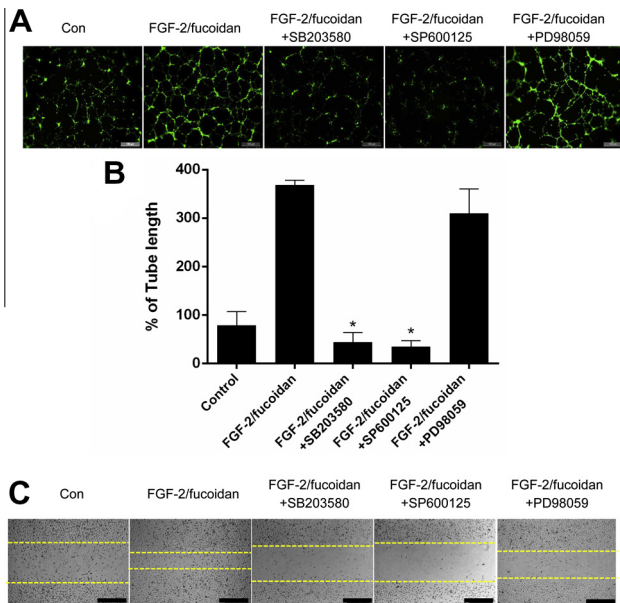 A
Con
FGF-2/fucoidan
FGF-2/fucoidan
+SB203580
FGF-2/fucoidan
+SP600125
FGF-2/fucoidan
+PD98059
B
% of Tube length
400
300
200
100
0
*
*
Control
FGF-2/fucoidan
FGF-2/fucoidan
+SB203580
FGF-2/fucoidan
+SP600125
FGF-2/fucoidan
+PD98059
C
Con
FGF-2/fucoidan
FGF-2/fucoidan
+SB203580
FGF-2/fucoidan
+SP600125
FGF-2/fucoidan
+PD98059